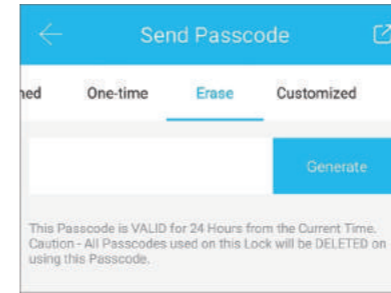 Send Passcode
ned One-time Erase Customized
Generate
This Passcode is VALID for 24 Hours from the Current Time.
Caution - All Passcodes used on this Lock will be DELETED on
using this Passcode.